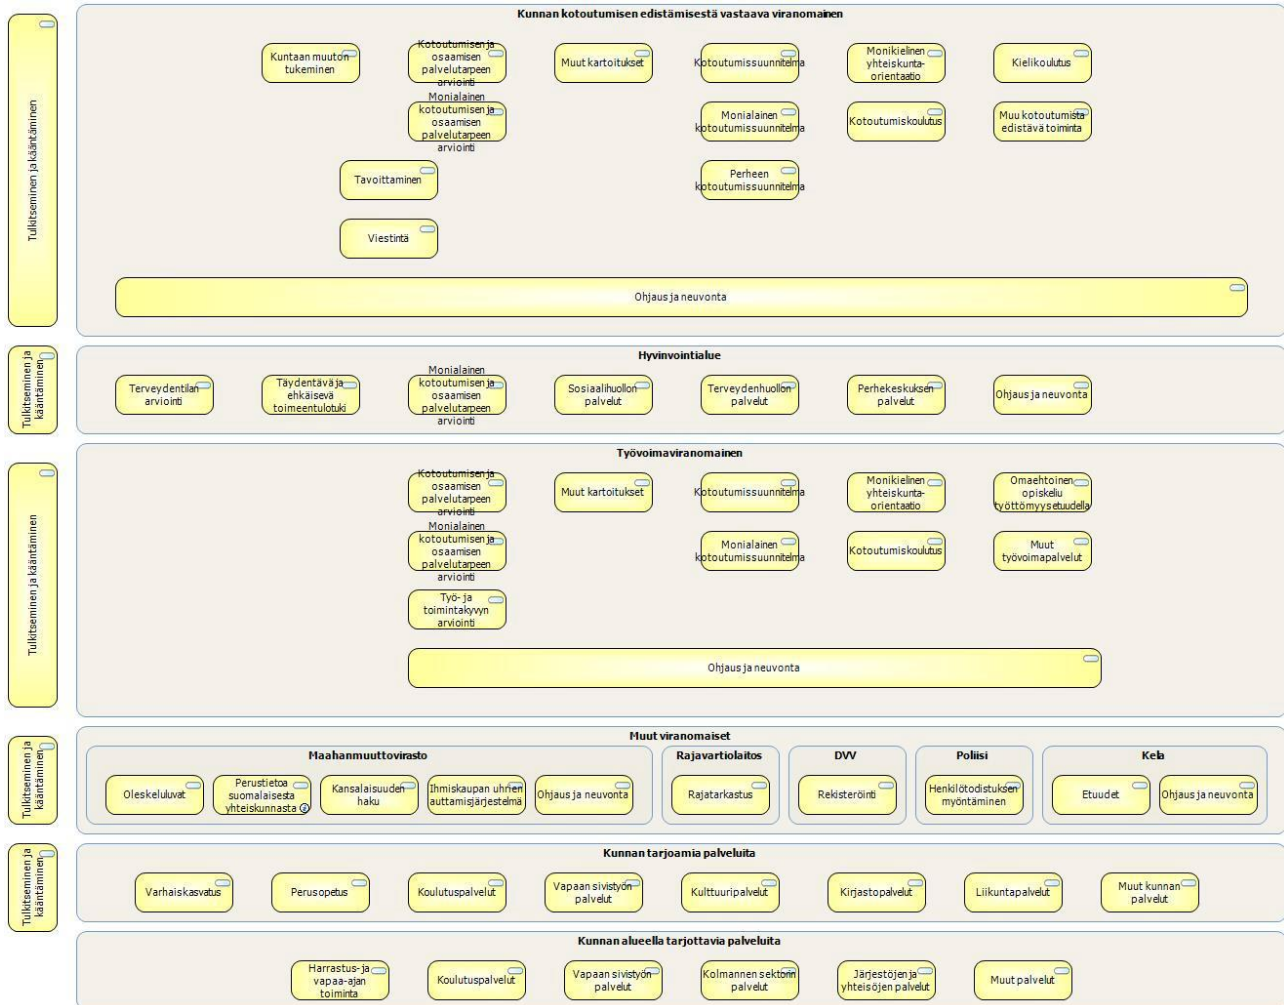 Tulkitseminen ja kääntäminen
Kunnan kotoutumisen edistämisestä vastaava viranomainen
Kuntaan muuton
tukeminen
Kotoutumisen ja
osaamisen
palvelutarpeen
arviointi
Muut kartoitukset
Kotoutumissuunnitelma
Monikielinen
yhteiskunta-
orientaatio
Kielikoulutus
Monialainen
kotoutumisen ja
osaamisen
palvelutarpeen
arviointi
Monialainen
kotoutumissuunnitelma
Kotoutumiskoulutus
Muu kotoutumista
edistävä toiminta
Tavoittaminen
Perheen
kotoutumissuunnitelma
Viestintä
Ohjaus ja neuvonta
Tulkitseminen ja
kääntäminen
Hyvinvointialue
Terveydentilan
arviointi
Täydentävä ja
ehkäisevä
toimeentulotuki
Monialainen
kotoutumisen ja
osaamisen
palvelutarpeen
arviointi
Sosiaalihuollon
palvelut
Terveydenhuollon
palvelut
Perhekeskuksen
palvelut
Ohjaus ja neuvonta
Tulkitseminen ja kääntäminen
Työvoimaviranomainen
Kotoutumisen ja
osaamisen
palvelutarpeen
arviointi
Muut kartoitukset
Kotoutumissuunnitelma
Monikielinen
yhteiskunta-
orientaatio
Omaehtoinen
opiskelu
työttömyysetuudella
Monialainen
kotoutumisen ja
osaamisen
palvelutarpeen
arviointi
Monialainen
kotoutumissuunnitelma
Kotoutumiskoulutus
Muut
työvoimapalvelut
Työ- ja
toimintakyvyn
arviointi
Ohjaus ja neuvonta
Tulkitseminen ja
kääntäminen
Muut viranomaiset
Maahanmuuttovirasto
Oleskeluluvat
Perustietoa
suomalaisesta
yhteiskunnasta
Kansalaisuuden
haku
Ihmiskaupan uhrien
auttamisjärjestelmä
Ohjaus ja neuvonta
Rajavartiolaitos
Rajatarkastus
DVV
Rekisteröinti
Poliisi
Henkilötodistuksen
myöntäminen
Kela
Etuudet
Ohjaus ja neuvonta
Tulkitseminen ja
kääntäminen
Kunnan tarjoamia palveluita
Varhaiskasvatus
Perusopetus
Koulutuspalvelut
Vapaan sivistyön
palvelut
Kulttuuripalvelut
Kirjastopalvelut
Liikuntapalvelut
Muut kunnan
palvelut
Kunnan alueella tarjottavia palveluita
Harrastus- ja
vapaa-ajan
toiminta
Koulutuspalvelut
Vapaan sivistyön
palvelut
Kolmannen sektorin
palvelut
Järjestöjen ja
yhteisöjen palvelut
Muut palvelut